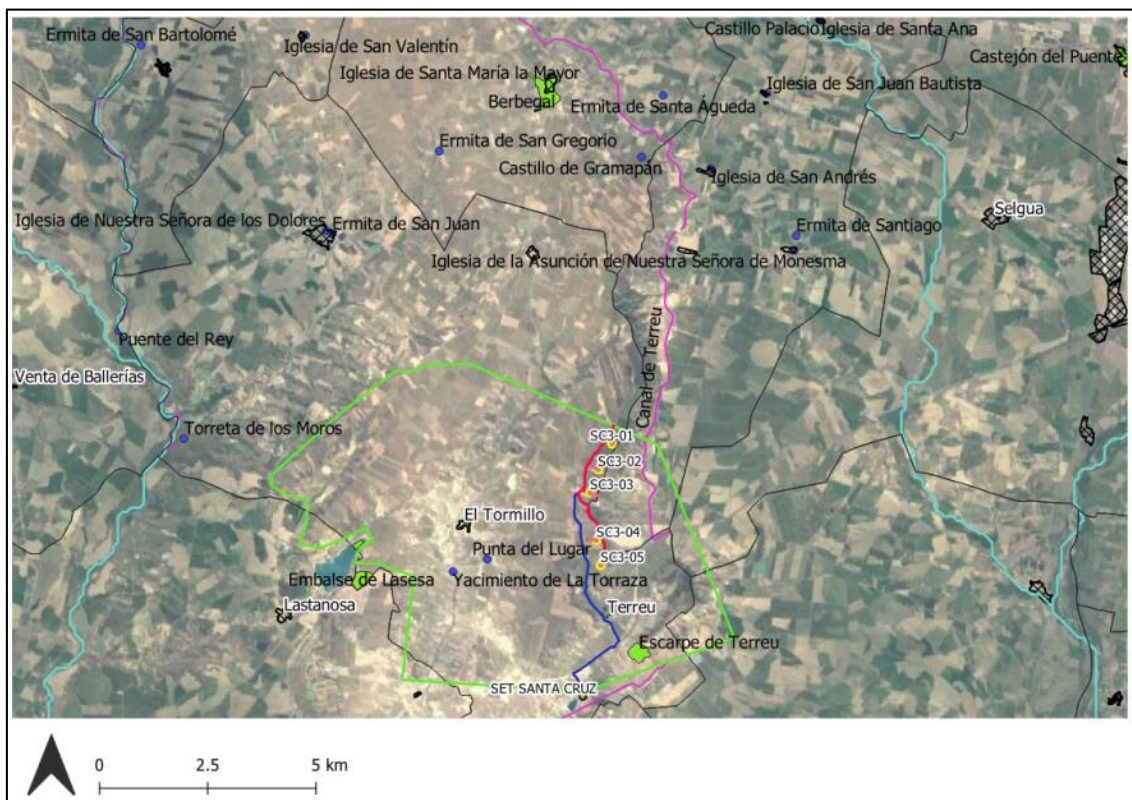 Ermita de San Bartolomé
Iglesia de San Valentín
Castillo Palacio
Iglesia de Santa Ana
Castejón del Puente
Iglesia de Santa María la Mayor
Berbegal
Iglesia de San Juan Bautista
Ermita de Santa Águeda
Ermita de San Gregorio
Castillo de Gramapán
Iglesia de San Andrés
Iglesia de Nuestra Señora de los Dolores
Ermita de San Juan
Selgua
Ermita de Santiago
Iglesia de la Asunción de Nuestra Señora de Monesma
Puente del Rey
Canal de Terreu
Venta de Ballerías
Torreta de los Moros
SC3-01
SC3-02
SC3-03
El Tormillo
SC3-04
Punta del Lugar
SC3-05
Embalse de Lasesa
Yacimiento de La Torraza
Lastanosa
Terreu
Escarpe de Terreu
SET SANTA CRUZ
0 2.5 5 km